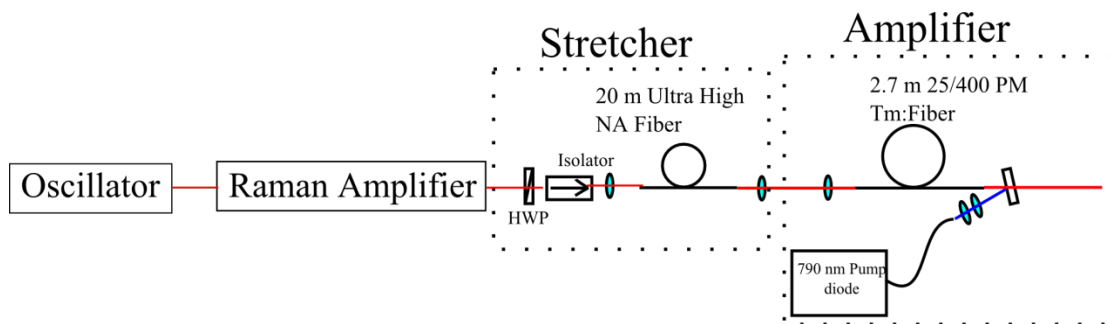 Stretcher
Amplifier
20 m Ultra High
NA Fiber
2.7 m 25/400 PM
Tm:Fiber
Isolator
Oscillator
Raman Amplifier
HWP
790 nm Pump
diode